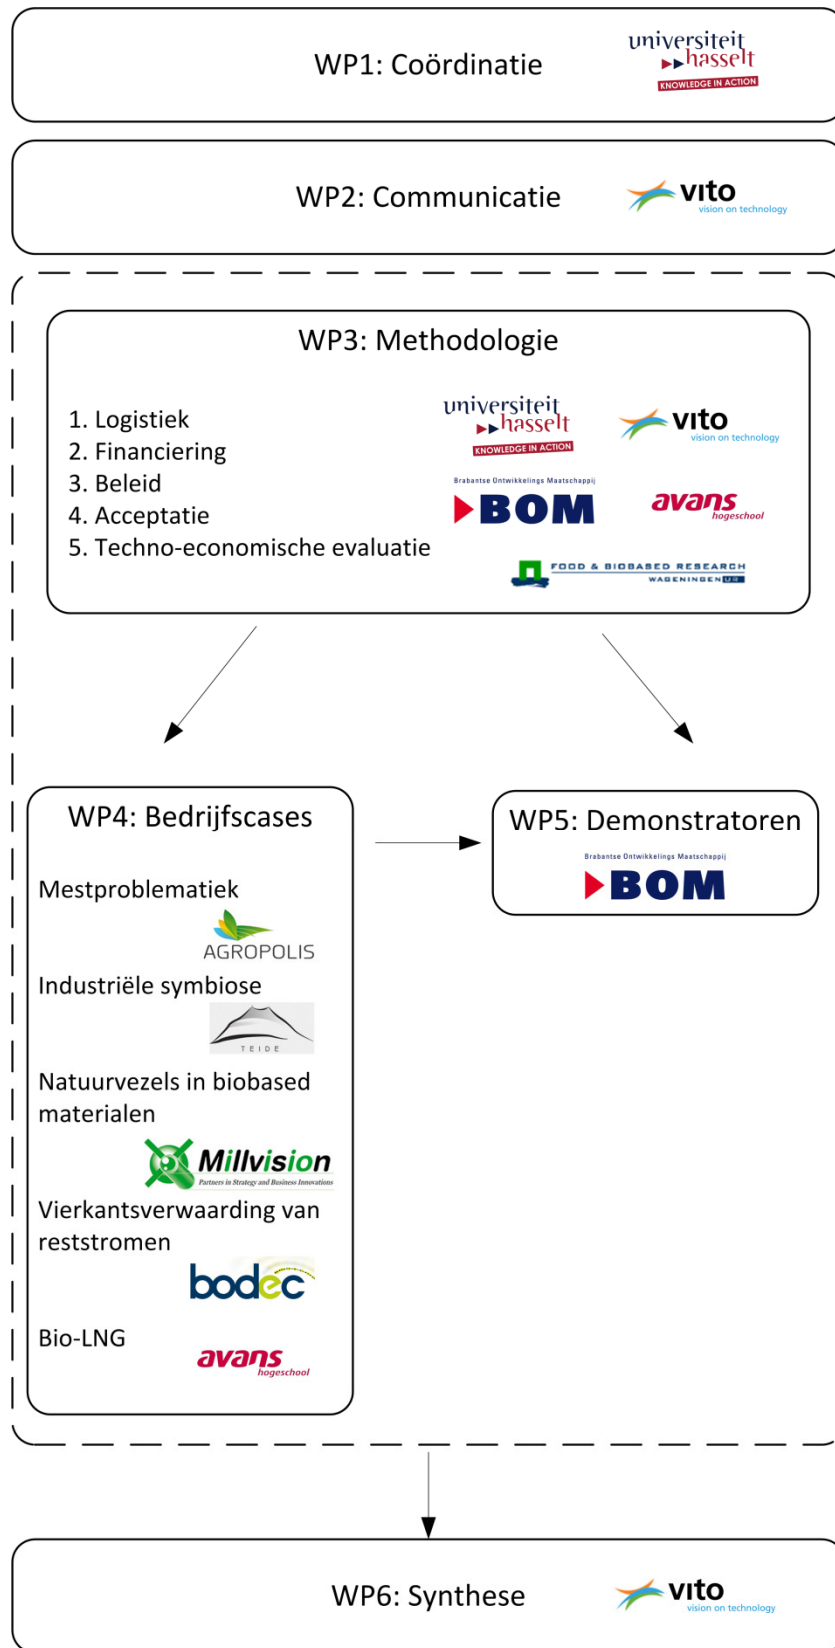 WP1: Coördinatie
universiteit
hasselt
KNOWLEDGE IN ACTION
WP2: Communicatie
vito
vision on technology
WP3: Methodologie
1. Logistiek
2. Financiering
3. Beleid
4. Acceptatie
5. Techno-economische evaluatie
universiteit
hasselt
KNOWLEDGE IN ACTION
vito
vision on technology
Brabantse Ontwikkelings Maatschappij
BOM
avans
hogeschool
FOOD & BIOBASED RESEARCH
WAGENINGEN UR
WP4: Bedrijfscases
Mestproblematiek
AGROPOLIS
Industriële symbiose
TEIDE
Natuurvezels in biobased
materialen
Millvision
Partners in Strategy and Business Innovations
Vierkantsverwaarding van
reststromen
bodec
Bio-LNG
avans
hogeschool
WP5: Demonstratoren
Brabantse Ontwikkelings Maatschappij
BOM
WP6: Synthese
vito
vision on technology